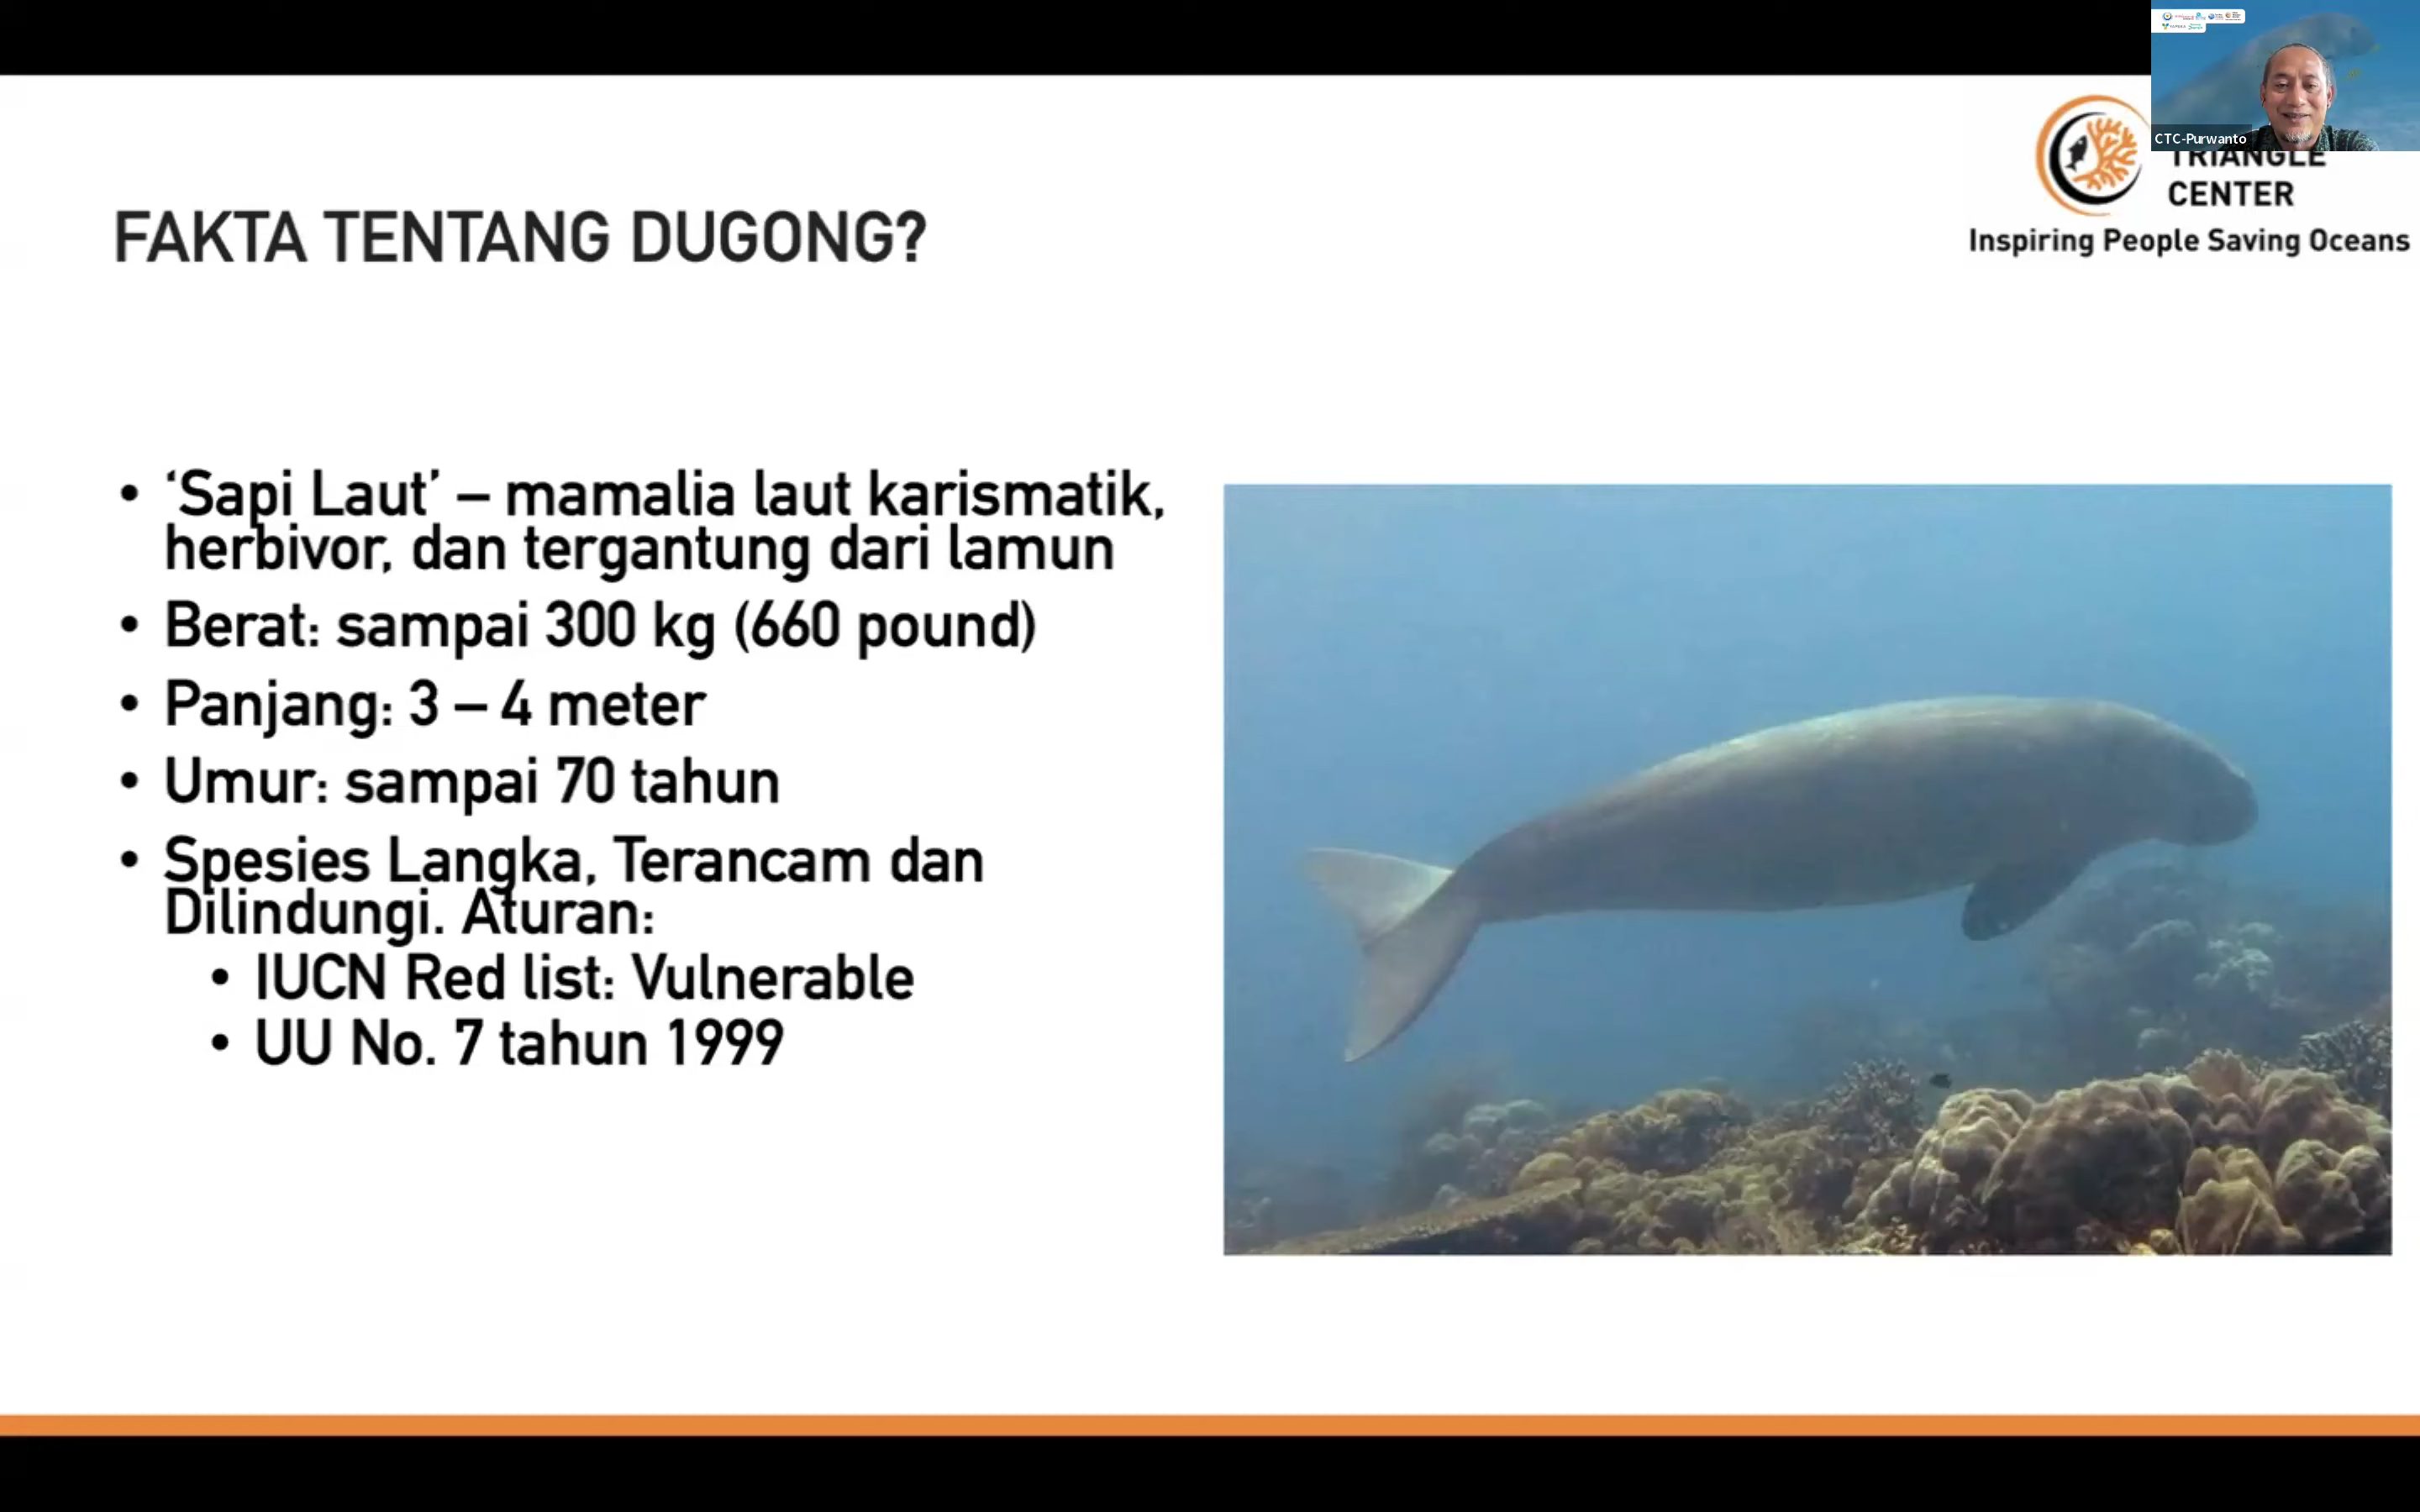 CTC-Purwanto
TRIANGLE
CENTER
Inspiring People Saving Oceans
FAKTA TENTANG DUGONG?
• ‘Sapi Laut’ – mamalia laut karismatik,
herbivor, dan tergantung dari lamun
• Berat: sampai 300 kg (660 pound)
• Panjang: 3 – 4 meter
• Umur: sampai 70 tahun
• Spesies Langka, Terancam dan
Dilindungi. Aturan:
• IUCN Red list: Vulnerable
• UU No. 7 tahun 1999